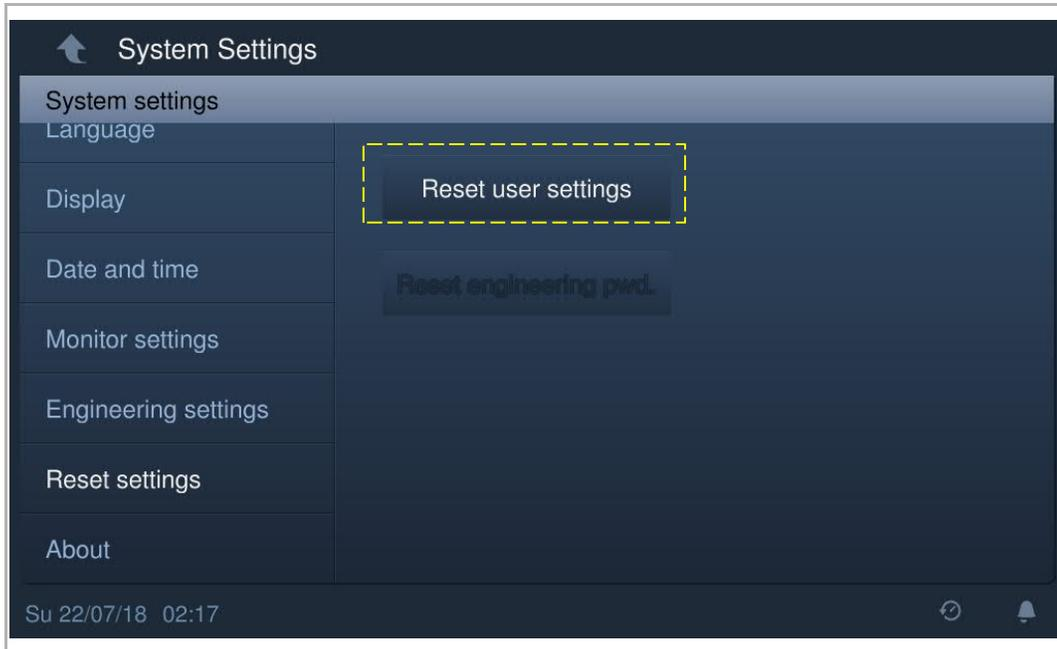 System Settings
System settings
Language
Display
Date and time
Monitor settings
Engineering settings
Reset settings
About
Reset user settings
Reset engineering pwd.
Su 22/07/18 02:17